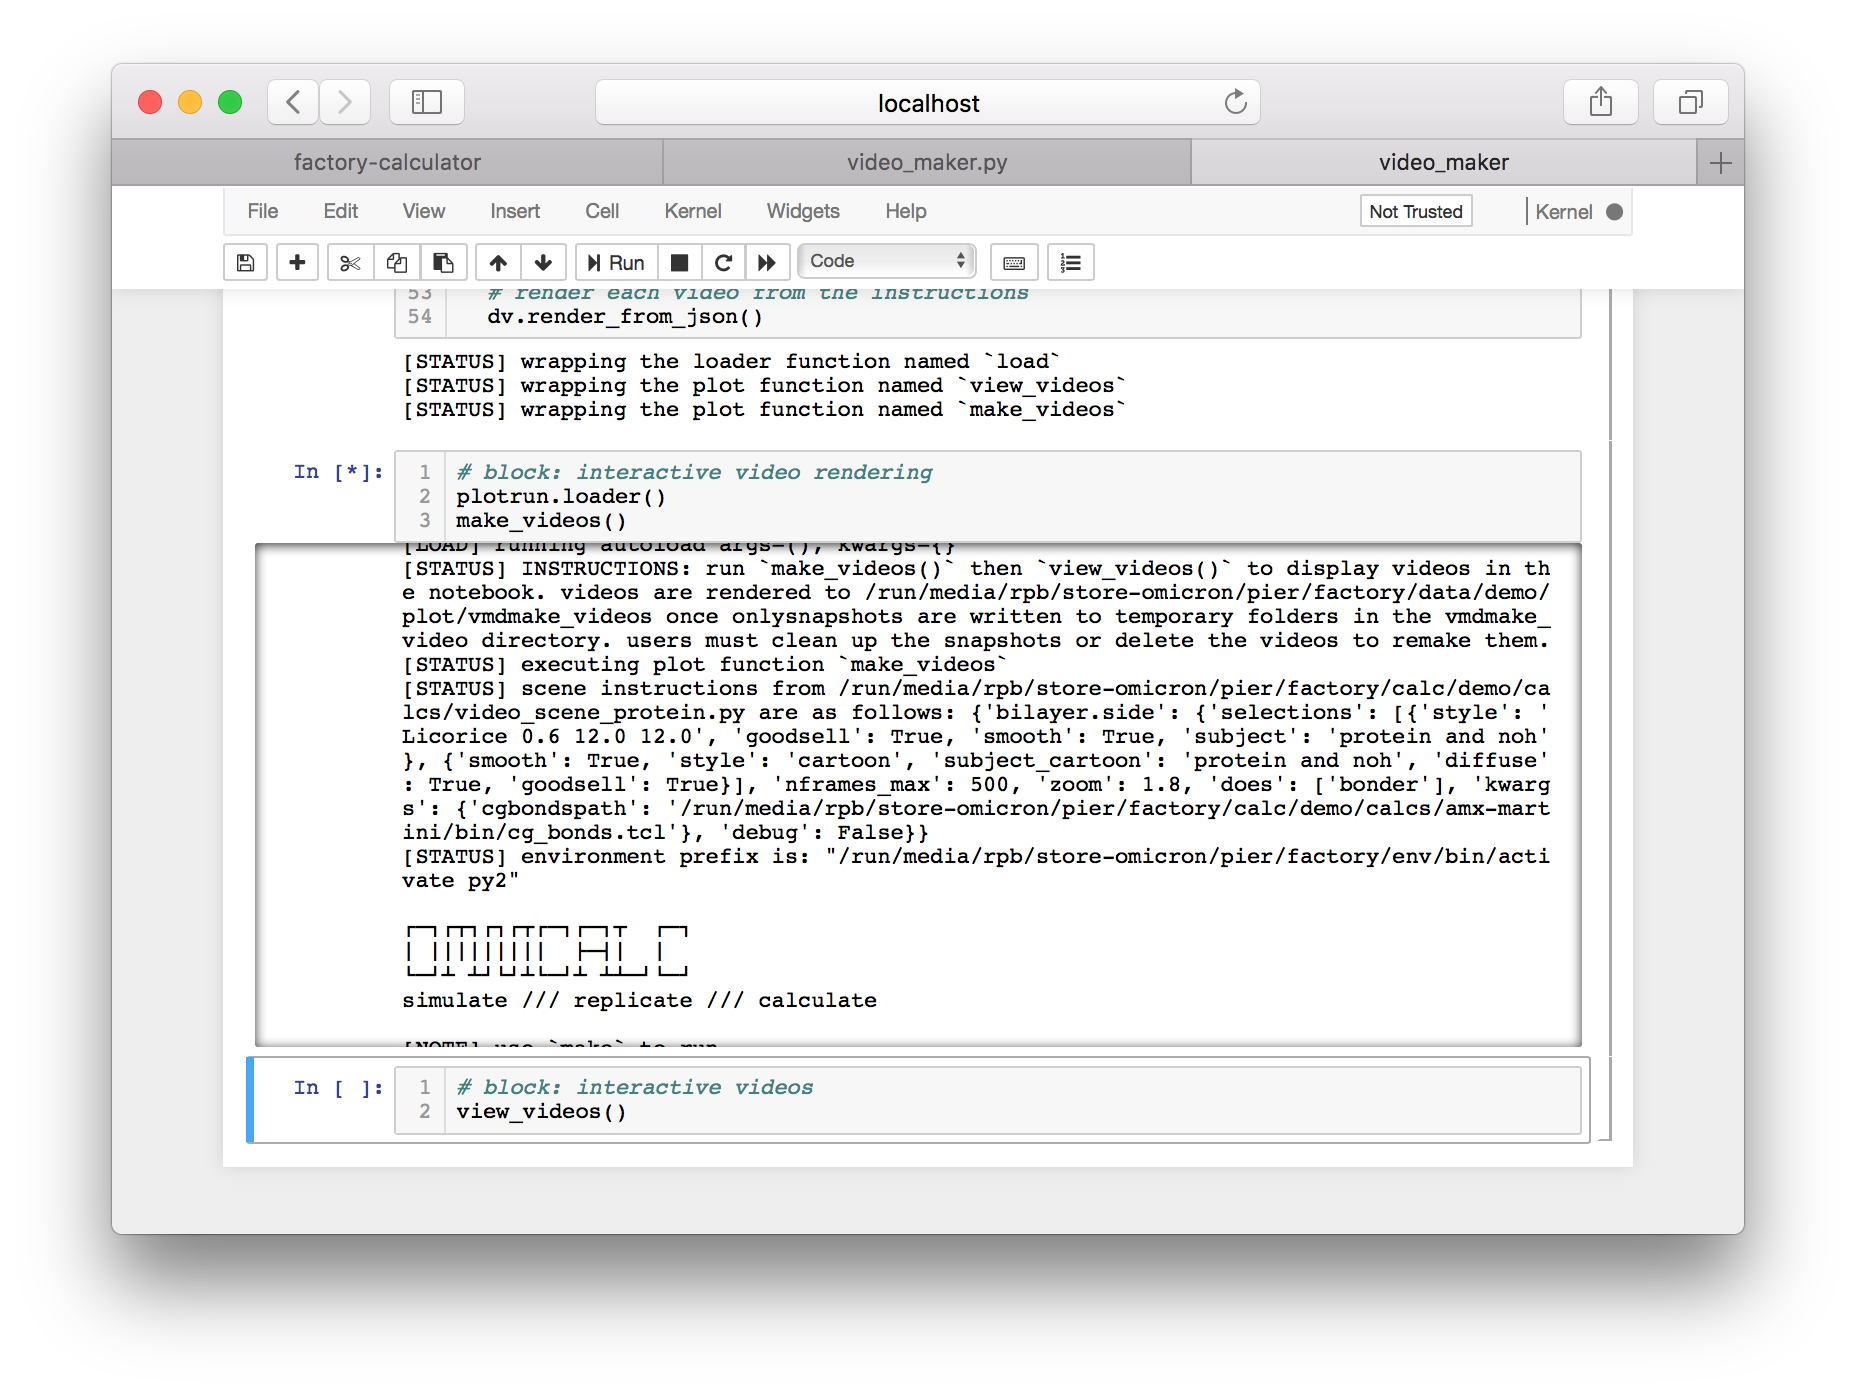 localhost
factory-calculator video_maker.py video_maker
File Edit View Insert Cell Kernel Widgets Help Not Trusted Kernel
Run Code
53 # render each video from the instructions
54 dv.render_from_json()
[STATUS] wrapping the loader function named `load`
[STATUS] wrapping the plot function named `view_videos`
[STATUS] wrapping the plot function named `make_videos`
In [*]: 1 # block: interactive video rendering
2 plotrun.loader()
3 make_videos()
[LOAD] running autoload args=(), kwargs={}
[STATUS] INSTRUCTIONS: run `make_videos()` then `view_videos()` to display videos in th
e notebook. videos are rendered to /run/media/rpb/store-omicron/pier/factory/data/demo/
plot/vmdmake_videos once onlysnapshots are written to temporary folders in the vmdmake_
video directory. users must clean up the snapshots or delete the videos to remake them.
[STATUS] executing plot function `make_videos`
[STATUS] scene instructions from /run/media/rpb/store-omicron/pier/factory/calc/demo/ca
lcs/video_scene_protein.py are as follows: {'bilayer.side': {'selections': [{'style': '
Licorice 0.6 12.0 12.0', 'goodsell': True, 'smooth': True, 'subject': 'protein and noh'
}, {'smooth': True, 'style': 'cartoon', 'subject_cartoon': 'protein and noh', 'diffuse'
: True, 'goodsell': True}], 'nframes_max': 500, 'zoom': 1.8, 'does': ['bonder'], 'kwarg
s': {'cgbondspath': '/run/media/rpb/store-omicron/pier/factory/calc/demo/calcs/amx-mart
ini/bin/cg_bonds.tcl'}, 'debug': False}}
[STATUS] environment prefix is: "/run/media/rpb/store-omicron/pier/factory/env/bin/acti
vate py2"
simulate /// replicate /// calculate
[NOTE] use `make` to run
In [ ]: 1 # block: interactive videos
2 view_videos()